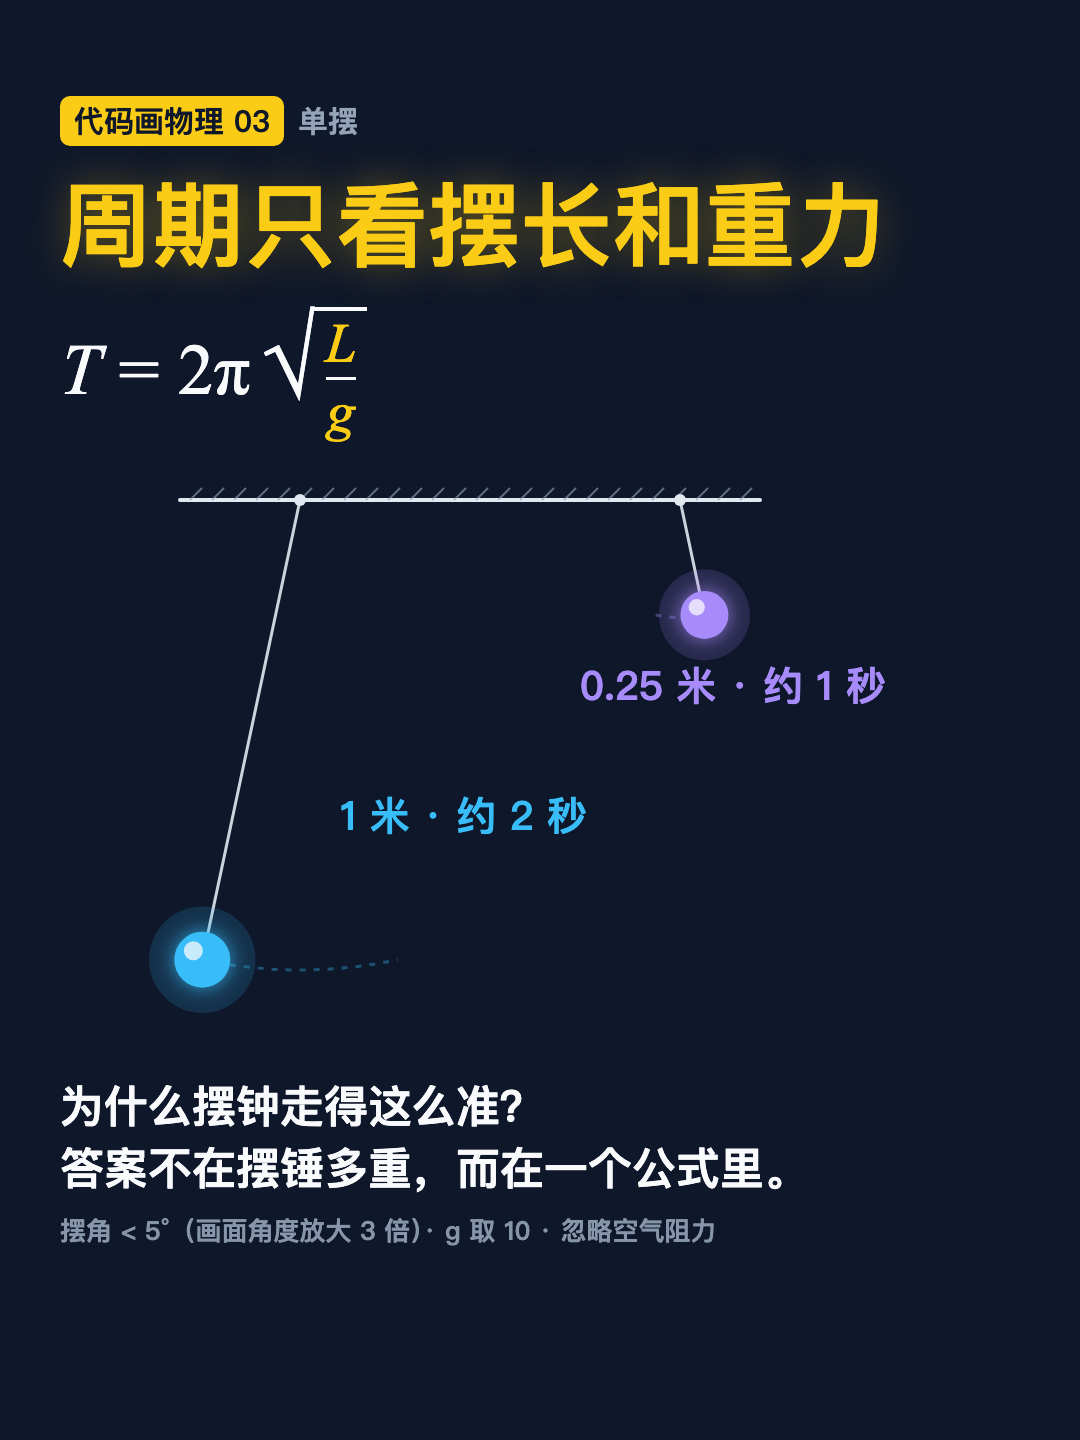 代码画物理 03 单摆
周期只看摆长和重力
T = 2π√(L/g)
0.25 米 · 约 1 秒
1 米 · 约 2 秒
为什么摆钟走得这么准?
答案不在摆锤多重，而在一个公式里。
摆角 < 5°（画面角度放大 3 倍）· g 取 10 · 忽略空气阻力